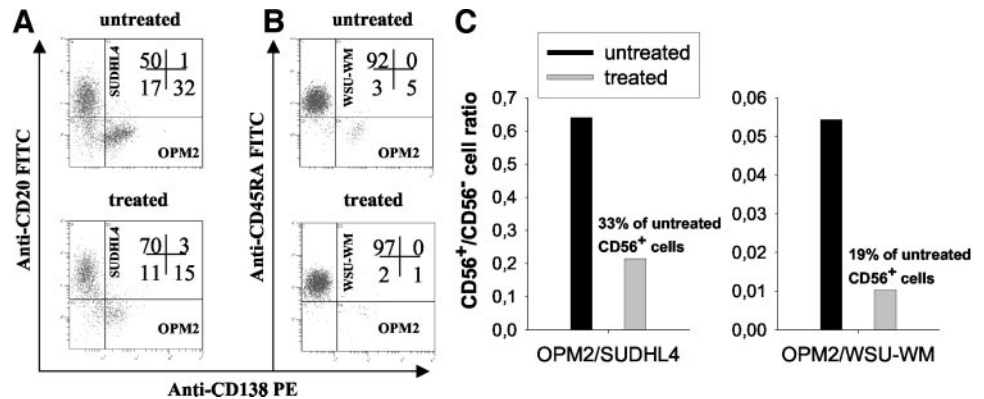 A
untreated
SUDHL4
50 1
17 32
OPM2
treated
SUDHL4
70 3
11 15
OPM2
Anti-CD20 FITC
B
untreated
WSU-WM
92 0
3 5
OPM2
treated
WSU-WM
97 0
2 1
OPM2
Anti-CD45RA FITC
Anti-CD138 PE
C
untreated
treated
CD56+/CD56- cell ratio
0,7
0,6
0,5
0,4
0,3
0,2
0,1
0,0
33% of untreated
CD56+ cells
OPM2/SUDHL4
0,06
0,05
0,04
0,03
0,02
0,01
0,00
19% of untreated
CD56+ cells
OPM2/WSU-WM